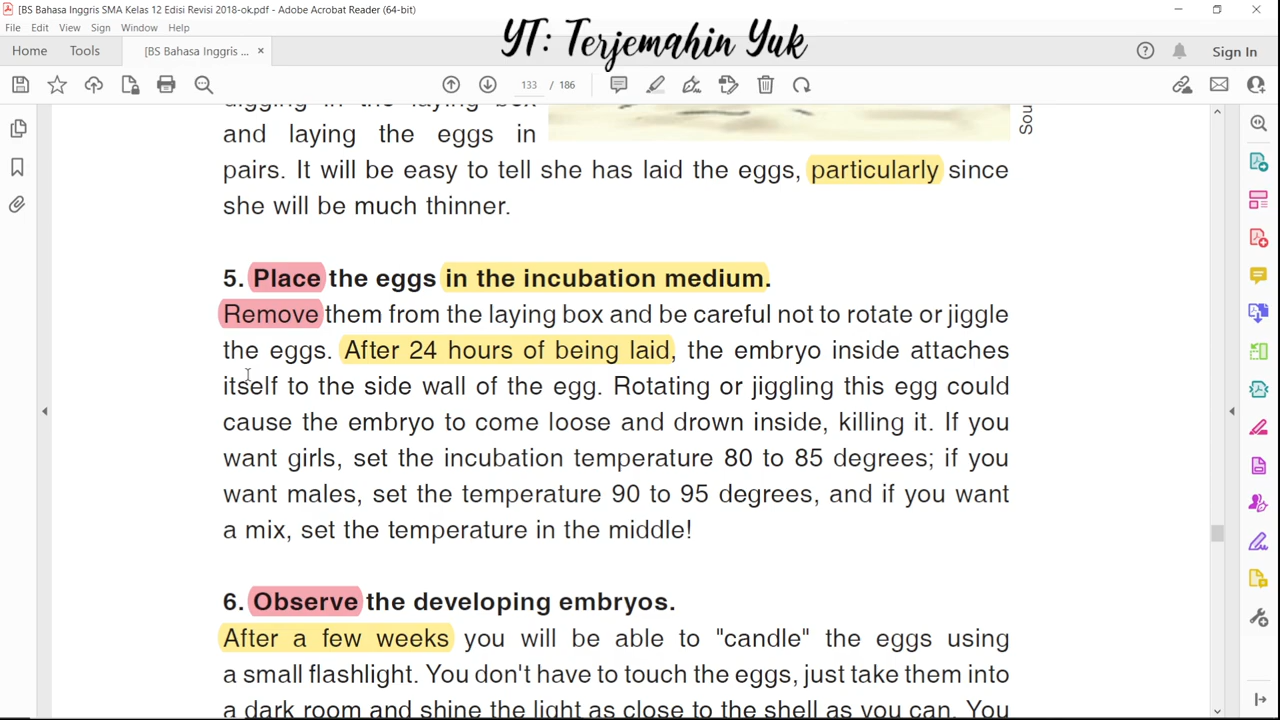 [BS Bahasa Inggris SMA Kelas 12 Edisi Revisi 2018-ok.pdf - Adobe Acrobat Reader (64-bit)
File Edit View Sign Window Help
YT: Terjemahin Yuk
Home Tools [BS Bahasa Inggris ... × Sign In
133 / 186
digging in the laying box
and laying the eggs in
Sou
pairs. It will be easy to tell she has laid the eggs, particularly since
she will be much thinner.
5. Place the eggs in the incubation medium.
Remove them from the laying box and be careful not to rotate or jiggle
the eggs. After 24 hours of being laid, the embryo inside attaches
itself to the side wall of the egg. Rotating or jiggling this egg could
cause the embryo to come loose and drown inside, killing it. If you
want girls, set the incubation temperature 80 to 85 degrees; if you
want males, set the temperature 90 to 95 degrees, and if you want
a mix, set the temperature in the middle!
6. Observe the developing embryos.
After a few weeks you will be able to "candle" the eggs using
a small flashlight. You don't have to touch the eggs, just take them into
a dark room and shine the light as close to the shell as you can. You